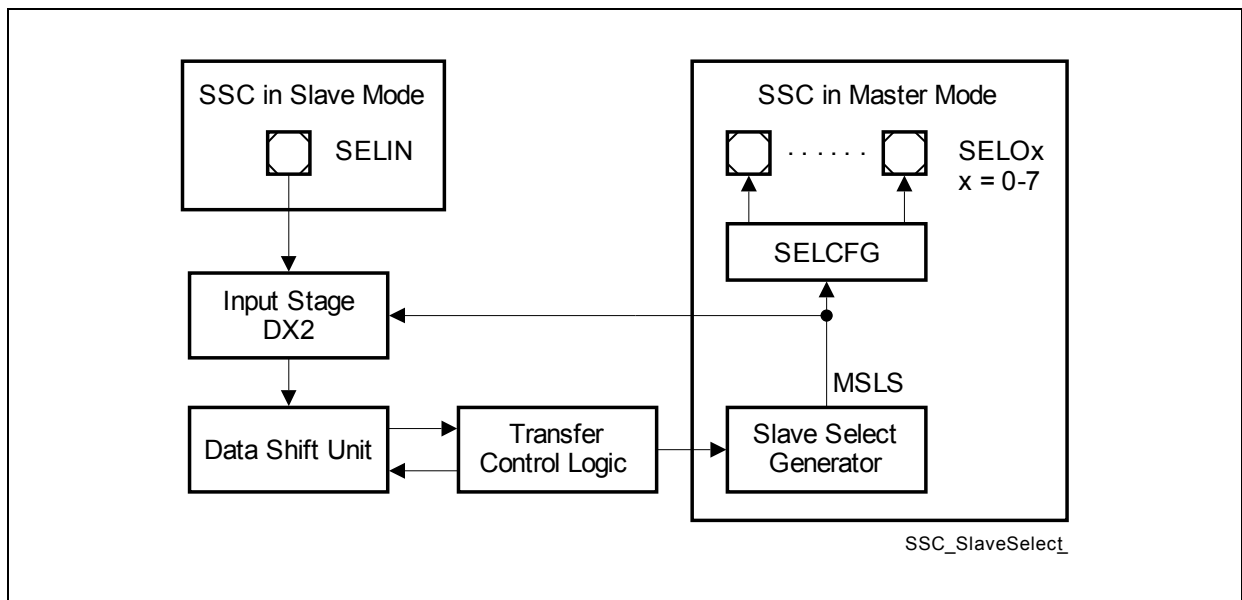 SSC in Slave Mode
SELIN
SSC in Master Mode
. . . . . .
SELOx
x = 0-7
SELCFG
Input Stage
DX2
MSLS
Data Shift Unit
Transfer
Control Logic
Slave Select
Generator
SSC_SlaveSelect_